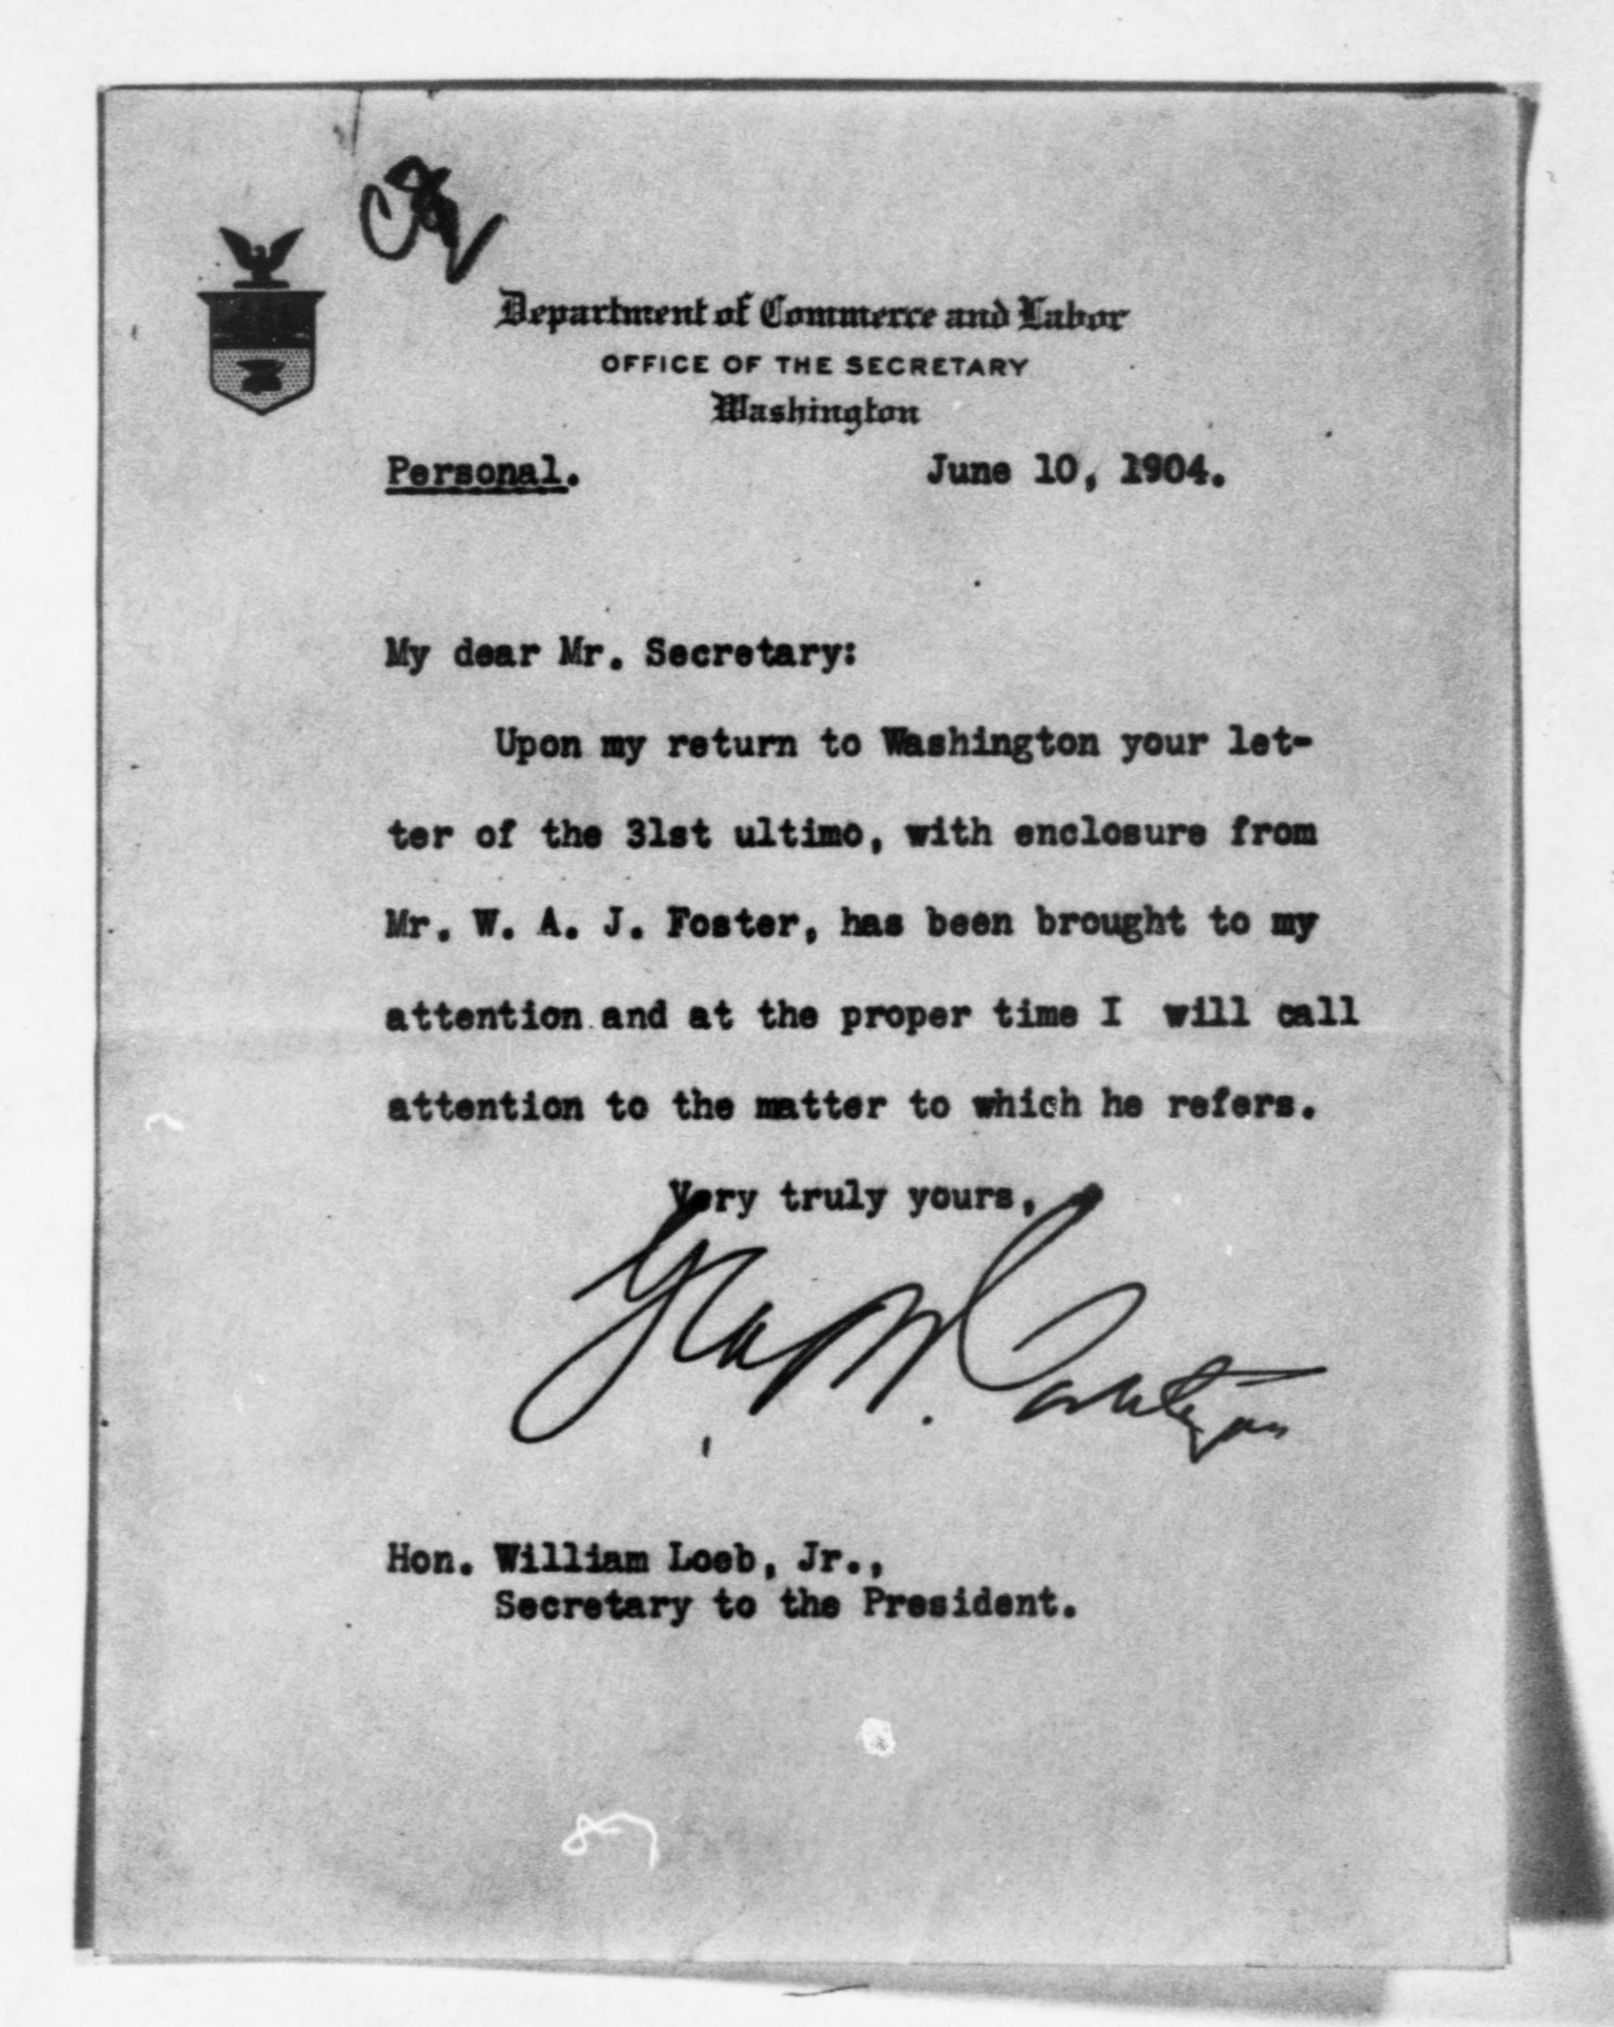 Department of Commerce and Labor
OFFICE OF THE SECRETARY
Washington
Personal. June 10, 1904.
My dear Mr. Secretary:
Upon my return to Washington your let-
ter of the 31st ultimo, with enclosure from
Mr. W. A. J. Foster, has been brought to my
attention and at the proper time I will call
attention to the matter to which he refers.
Very truly yours,
Geo. B. Cortelyou
Hon. William Loeb, Jr.,
Secretary to the President.